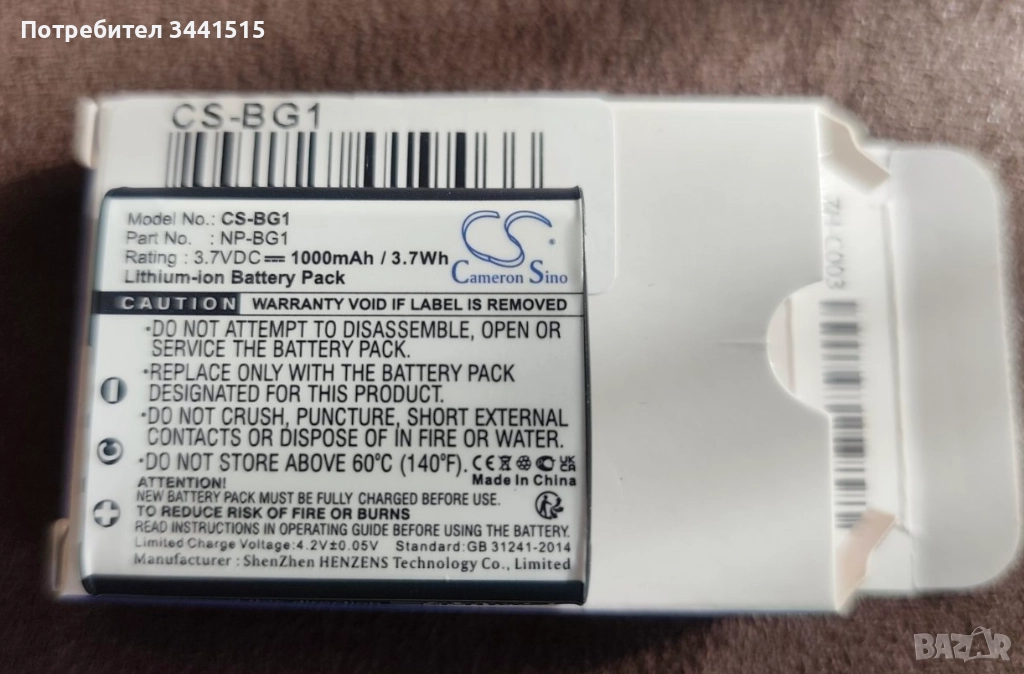 Потребител 3441515
CS-BG1
Model No.: CS-BG1
Part No. : NP-BG1
Rating : 3.7VDC 1000mAh / 3.7Wh
Lithium-ion Battery Pack
CS
Cameron Sino
CAUTION WARRANTY VOID IF LABEL IS REMOVED
•DO NOT ATTEMPT TO DISASSEMBLE, OPEN OR
SERVICE THE BATTERY PACK.
•REPLACE ONLY WITH THE BATTERY PACK
DESIGNATED FOR THIS PRODUCT.
•DO NOT CRUSH, PUNCTURE, SHORT EXTERNAL
CONTACTS OR DISPOSE OF IN FIRE OR WATER.
•DO NOT STORE ABOVE 60°C (140°F). CE UKCA
Made In China
ATTENTION!
NEW BATTERY PACK MUST BE FULLY CHARGED BEFORE USE.
TO REDUCE RISK OF FIRE OR BURNS
READ INSTRUCTIONS IN OPERATING GUIDE BEFORE USING THE BATTERY.
Limited Charge Voltage:4.2V±0.05V Standard:GB 31241-2014
Manufacturer : ShenZhen HENZENS Technology Co., Limited
BAZAR